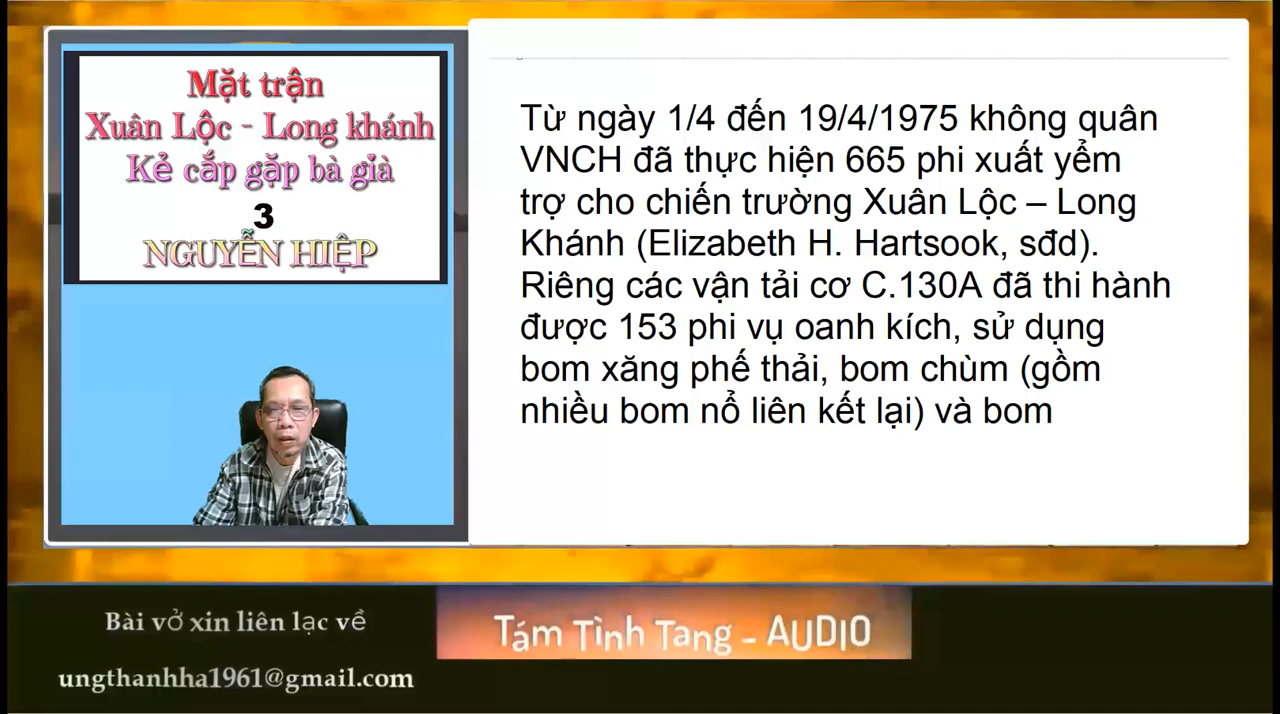 Mặt trận
Xuân Lộc - Long khánh
Kẻ cắp gặp bà già
3
NGUYỄN HIỆP
Từ ngày 1/4 đến 19/4/1975 không quân
VNCH đã thực hiện 665 phi xuất yểm
trợ cho chiến trường Xuân Lộc – Long
Khánh (Elizabeth H. Hartsook, sđd).
Riêng các vận tải cơ C.130A đã thi hành
được 153 phi vụ oanh kích, sử dụng
bom xăng phế thải, bom chùm (gồm
nhiều bom nổ liên kết lại) và bom
Bài vở xin liên lạc về
ungthanhha1961@gmail.com
Tám Tình Tang - AUDIO